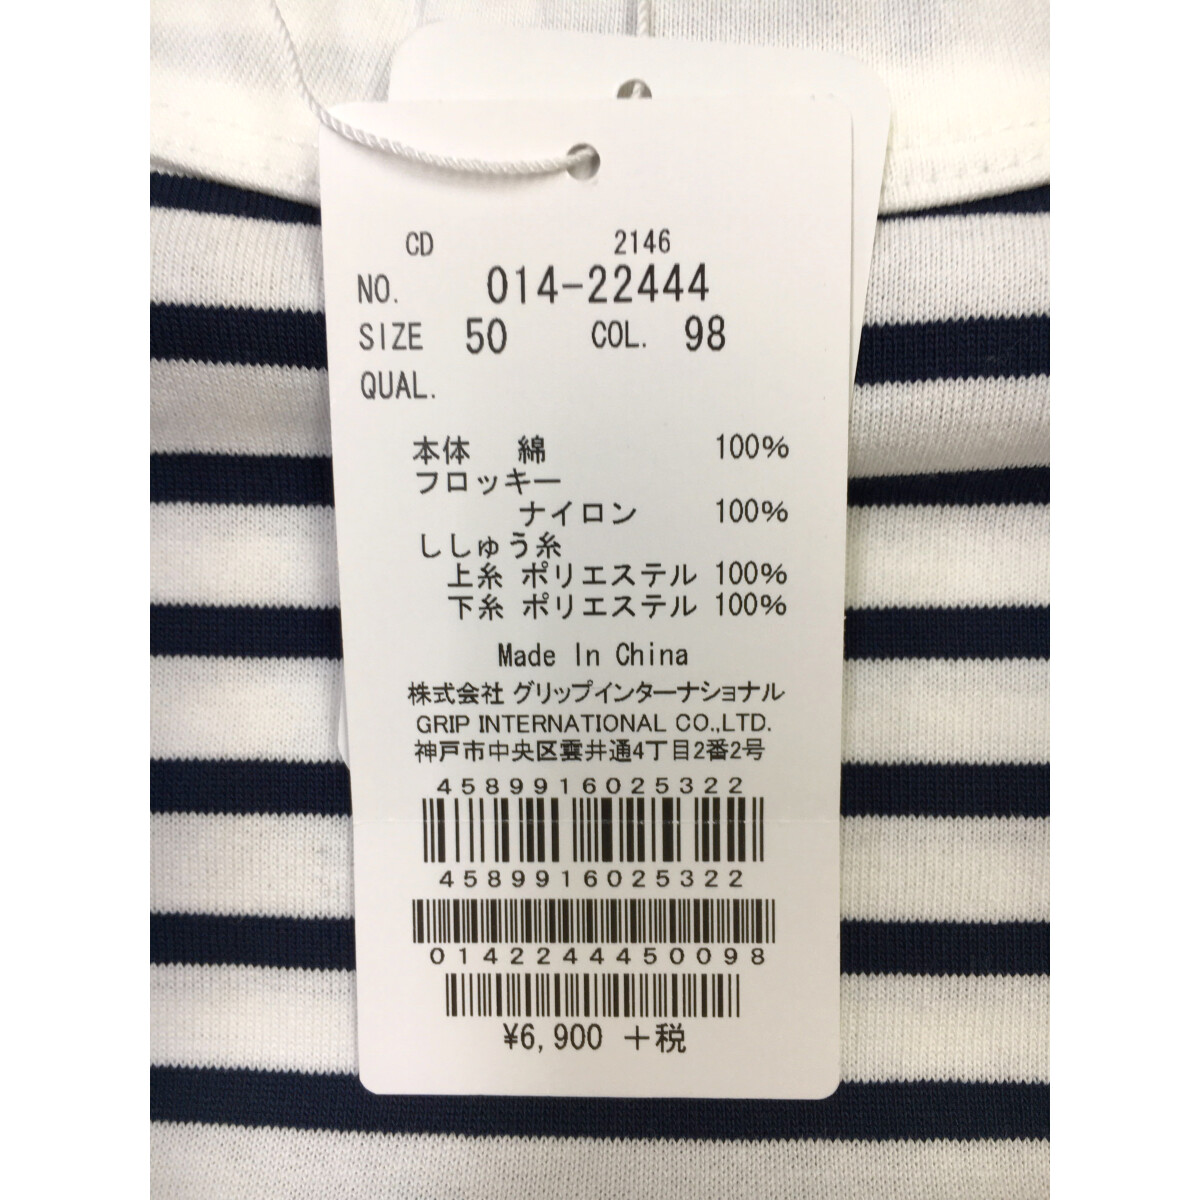 CD 2146
NO. 014-22444
SIZE 50 COL. 98
QUAL.
本体 綿 100%
フロッキー
ナイロン 100%
ししゅう糸
上糸 ポリエステル 100%
下糸 ポリエステル 100%
Made In China
株式会社 グリップインターナショナル
GRIP INTERNATIONAL CO.,LTD.
神戸市中央区雲井通4丁目2番2号
4589916025322
4589916025322
01422444450098
¥6,900 +税